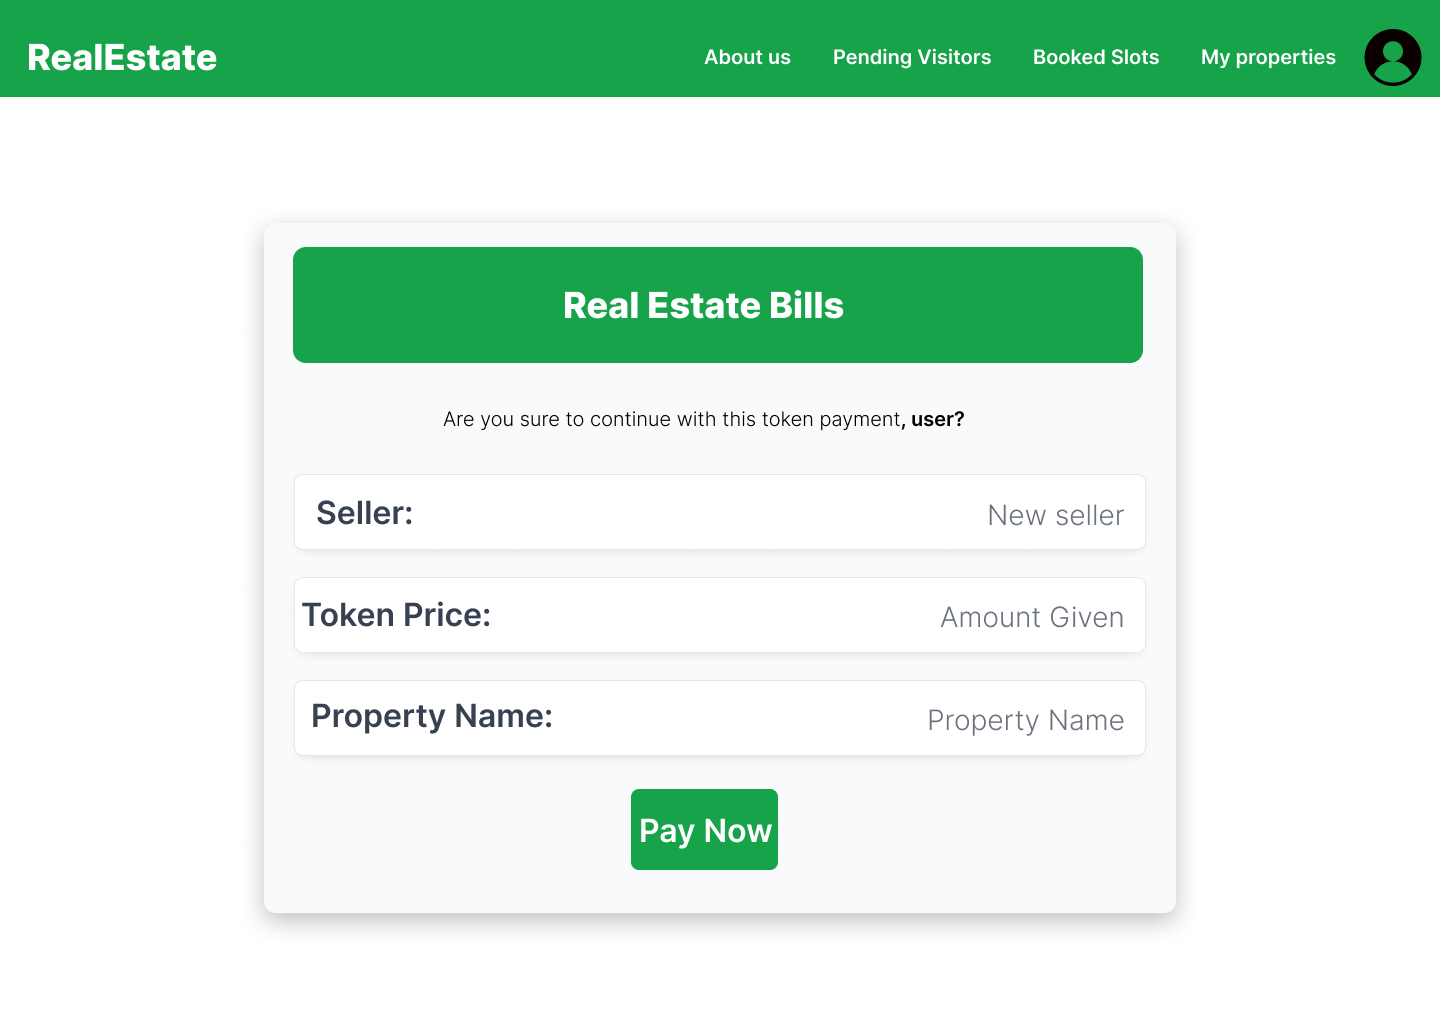 RealEstate
About us
Pending Visitors
Booked Slots
My properties
Real Estate Bills
Are you sure to continue with this token payment, user?
Seller:
New seller
Token Price:
Amount Given
Property Name:
Property Name
Pay Now